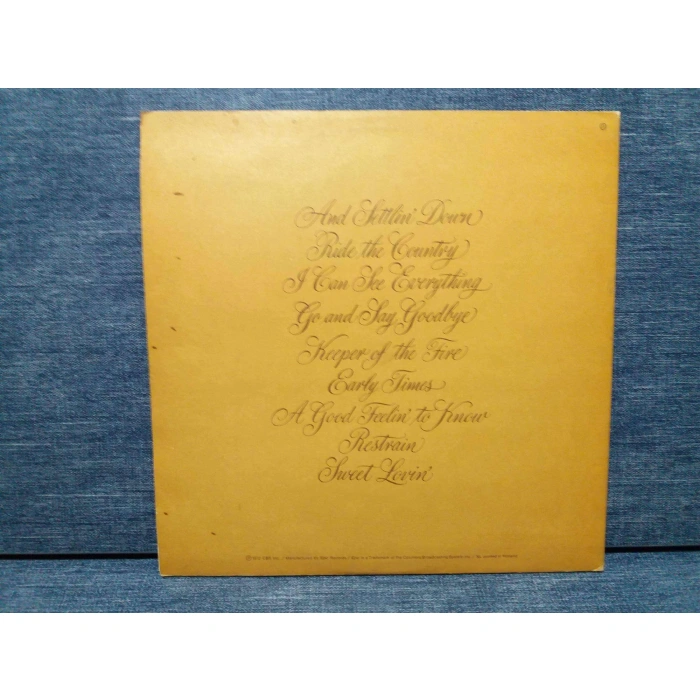 And Settlin' Down
Ride the Country
I Can See Everything
Go and Say Goodbye
Keeper of the Fire
Early Times
A Good Feelin' to Know
Restrain
Sweet Lovin'